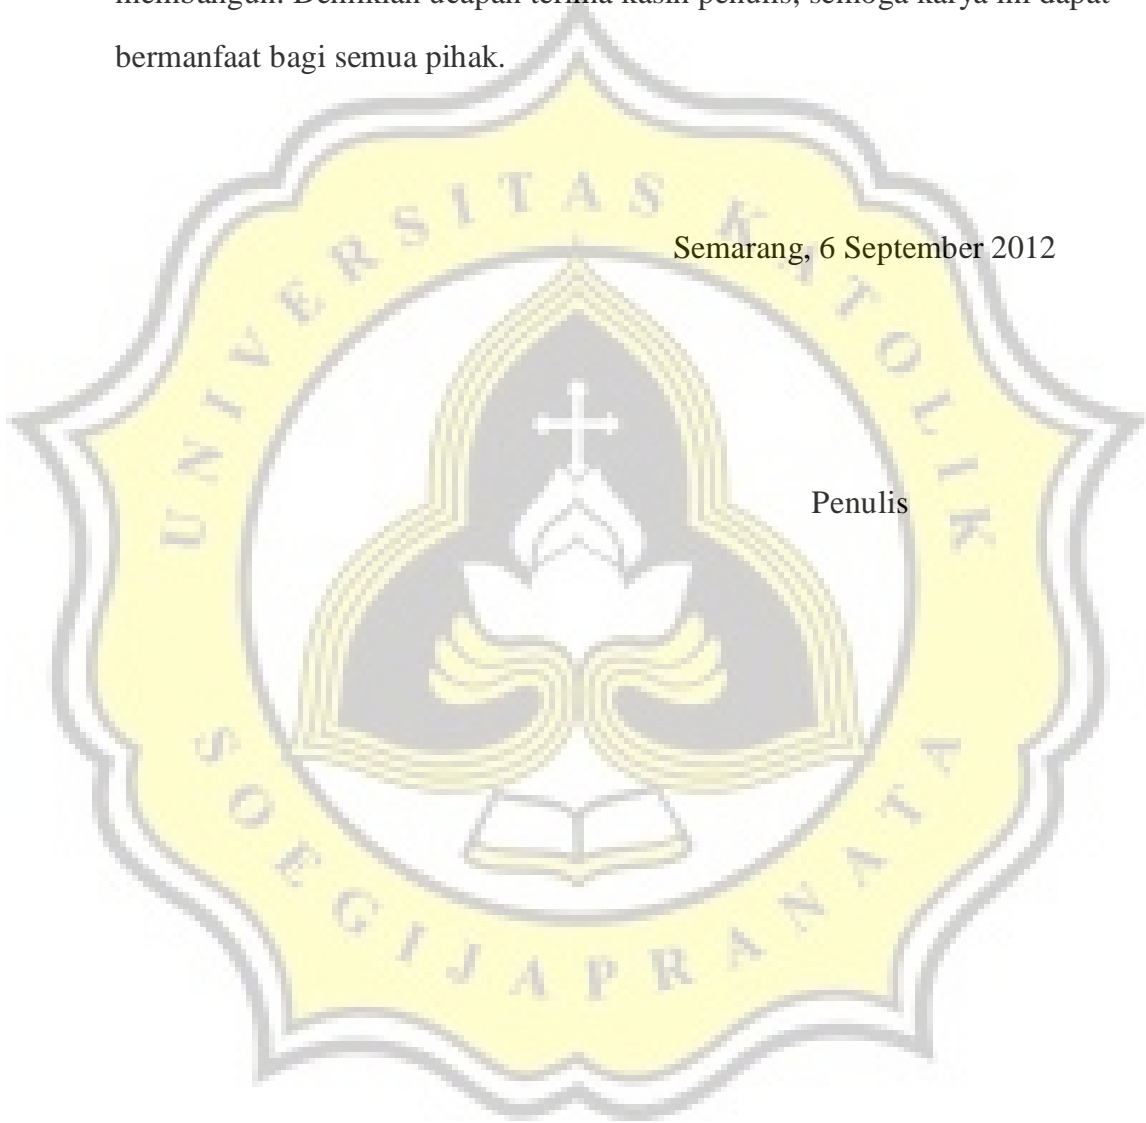 membangun. Demikian ucapan terima kasih penulis, semoga karya ini dapat
bermanfaat bagi semua pihak.
Semarang, 6 September 2012
Penulis
UNIVERSITAS KATOLIK
SOEGIJAPRANATA